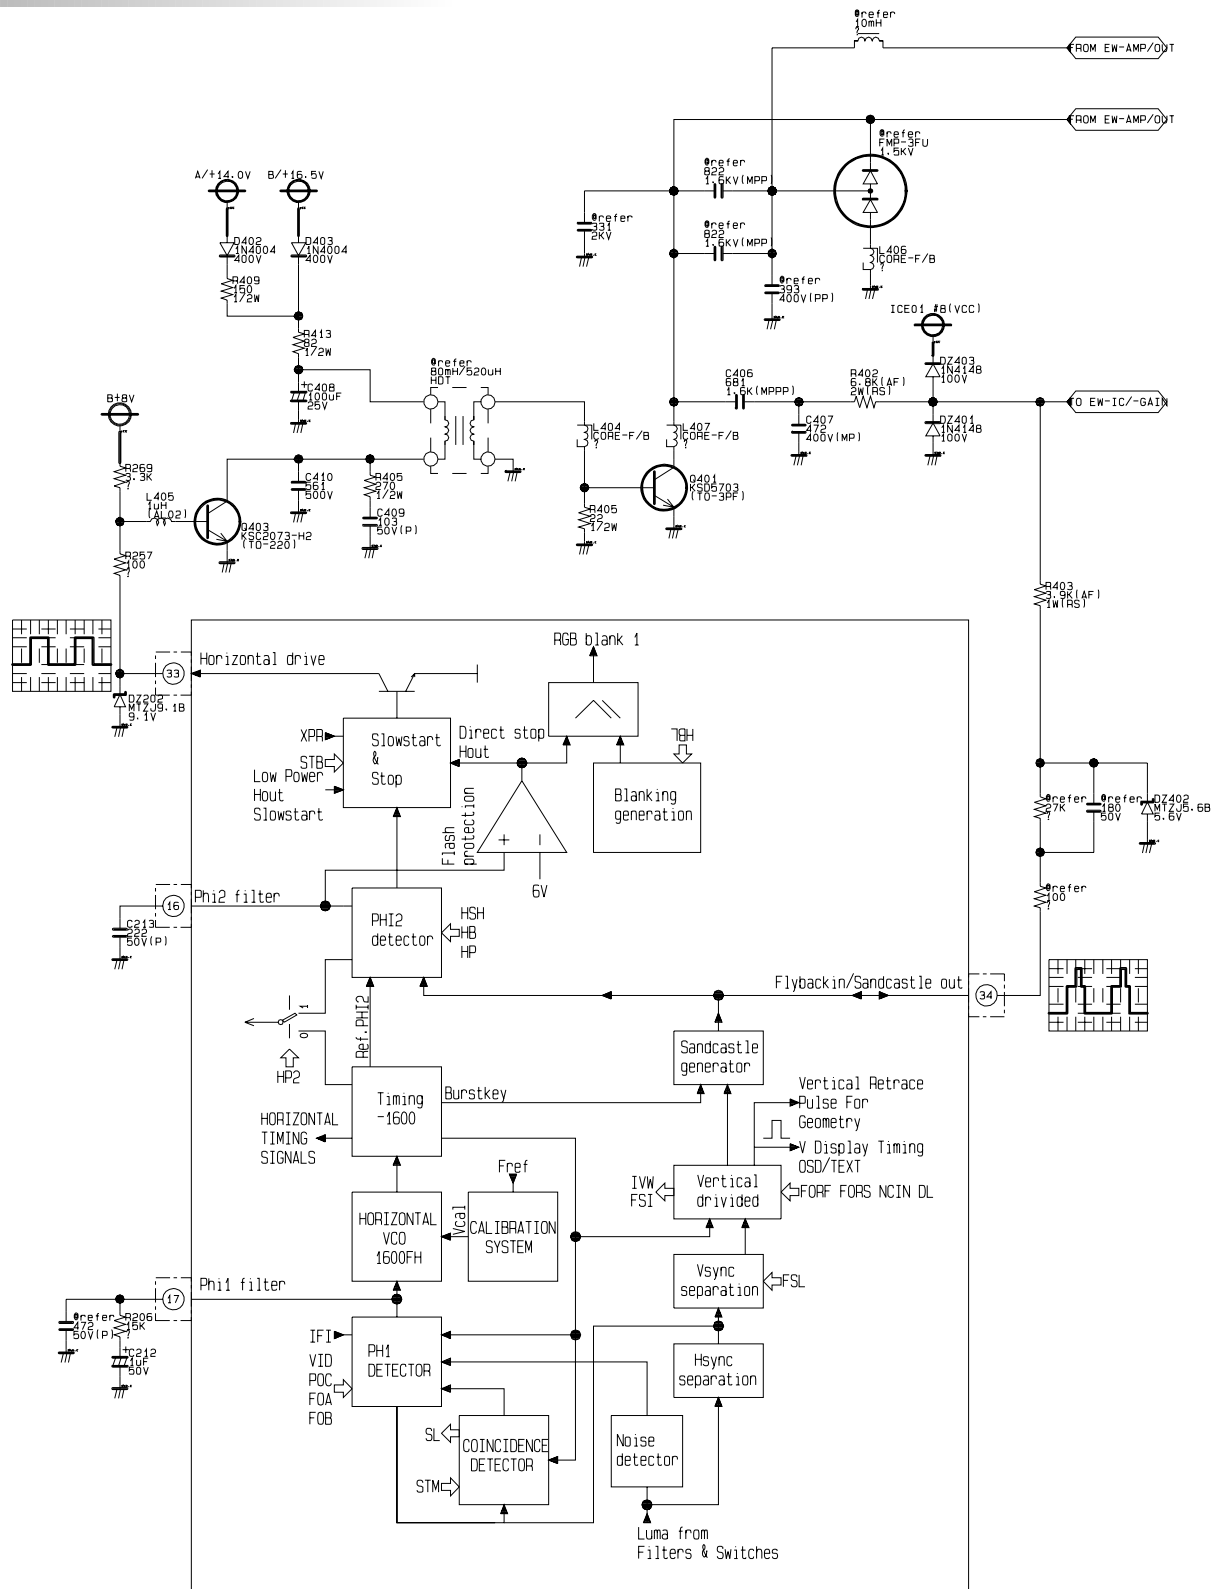 @refer
10mH
?
FROM EW-AMP/OUT
FROM EW-AMP/OUT
@refer
FMP-3FU
1.5KV
@refer
822
1.6KV(MPP)
A/+14.0V
B/+16.5V
@refer
331
2KV
@refer
822
1.6KV(MPP)
D402
1N4004
400V
D403
1N4004
400V
L406
CORE-F/B
?
R409
150
1/2W
@refer
393
400V(PP)
ICE01 #8(VCC)
R413
82
1/2W
@refer
80mH/520uH
HDT
DZ403
1N4148
100V
C406
681
1.6K(MPPP)
R402
6.8K(AF)
2W(RS)
C408
100uF
25V
B+8V
TO EW-IC/-GAIN
C407
472
400V(MP)
DZ401
1N4148
100V
L404
CORE-F/B
?
L407
CORE-F/B
?
R269
3.3K
?
C410
561
500V
R405
270
1/2W
Q401
KSD5703
(TO-3PF)
L405
1uH
(AL02)
C409
103
50V(P)
R405
22
1/2W
Q403
KSC2073-H2
(TO-220)
R257
100
?
R403
3.9K(AF)
1W(RS)
RGB blank 1
33
Horizontal drive
DZ202
MTZJ9.1B
9.1V
XPR
STB
Low Power
Hout
Slowstart
Slowstart
&
Stop
Direct stop
Hout
HBL
Blanking
generation
Flash
protection
+
-
6V
@refer
27K
?
@refer
180
50V
DZ402
MTZJ5.6B
5.6V
16
Phi2 filter
C213
222
50V(P)
PHI2
detector
HSH
HB
HP
@refer
100
?
Flybackin/Sandcastle out
34
1
0
HP2
Ref.PHI2
Sandcastle
generator
Timing
-1600
Burstkey
HORIZONTAL
TIMING
SIGNALS
Vertical Retrace
Pulse For
Geometry
V Display Timing
OSD/TEXT
Fref
IVW
FSI
Vertical
drivided
FORF FORS NCIN DL
HORIZONTAL
VCO
1600FH
Vcal
CALIBRATION
SYSTEM
17
Phi1 filter
Vsync
separation
FSL
@refer
472
50V(P)
R206
15K
?
C212
1uF
50V
IFI
VID
POC
FOA
FOB
PH1
DETECTOR
Hsync
separation
SL
STM
COINCIDENCE
DETECTOR
Noise
detector
Luma from
Filters & Switches